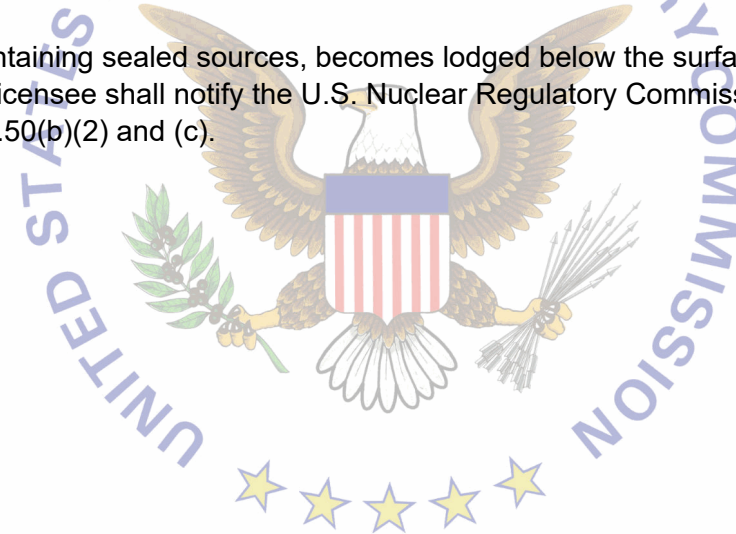 ntaining sealed sources, becomes lodged below the surfa
icensee shall notify the U.S. Nuclear Regulatory Commiss
.50(b)(2) and (c).
UNITED STATES
Y COMMISSION